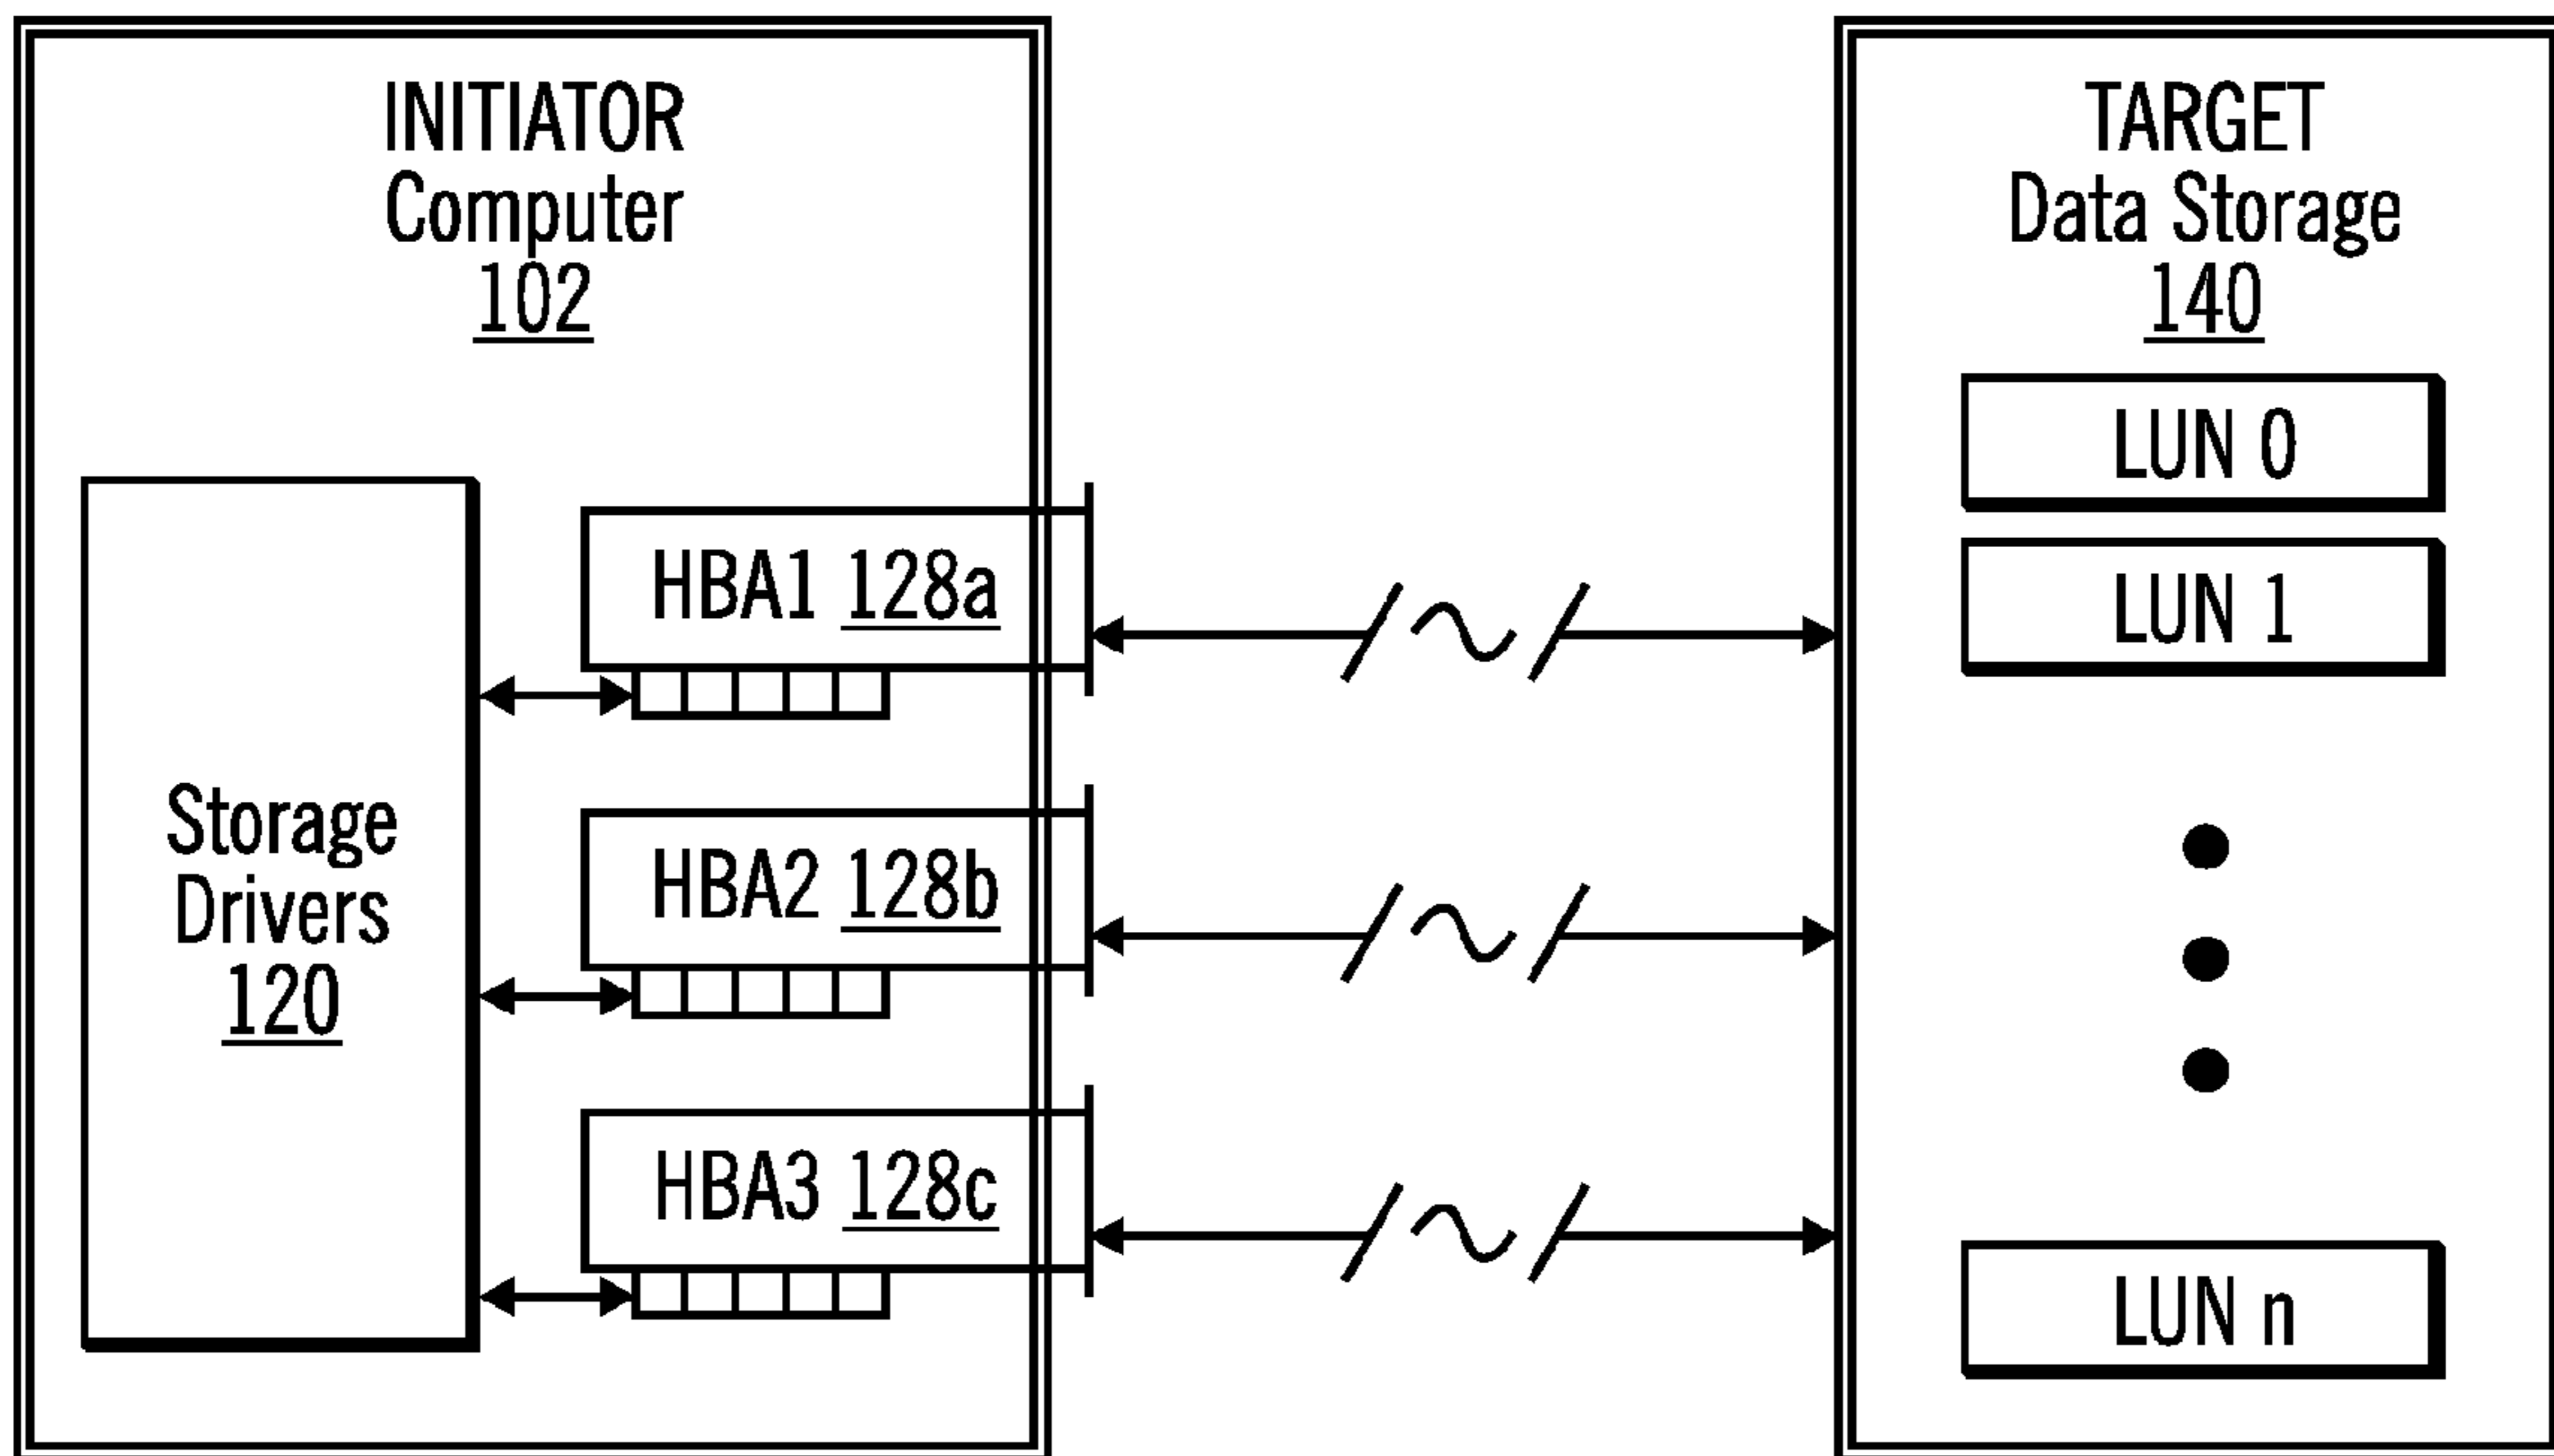 INITIATOR
Computer
102
Storage
Drivers
120
HBA1 128a
HBA2 128b
HBA3 128c
TARGET
Data Storage
140
LUN 0
LUN 1
LUN n